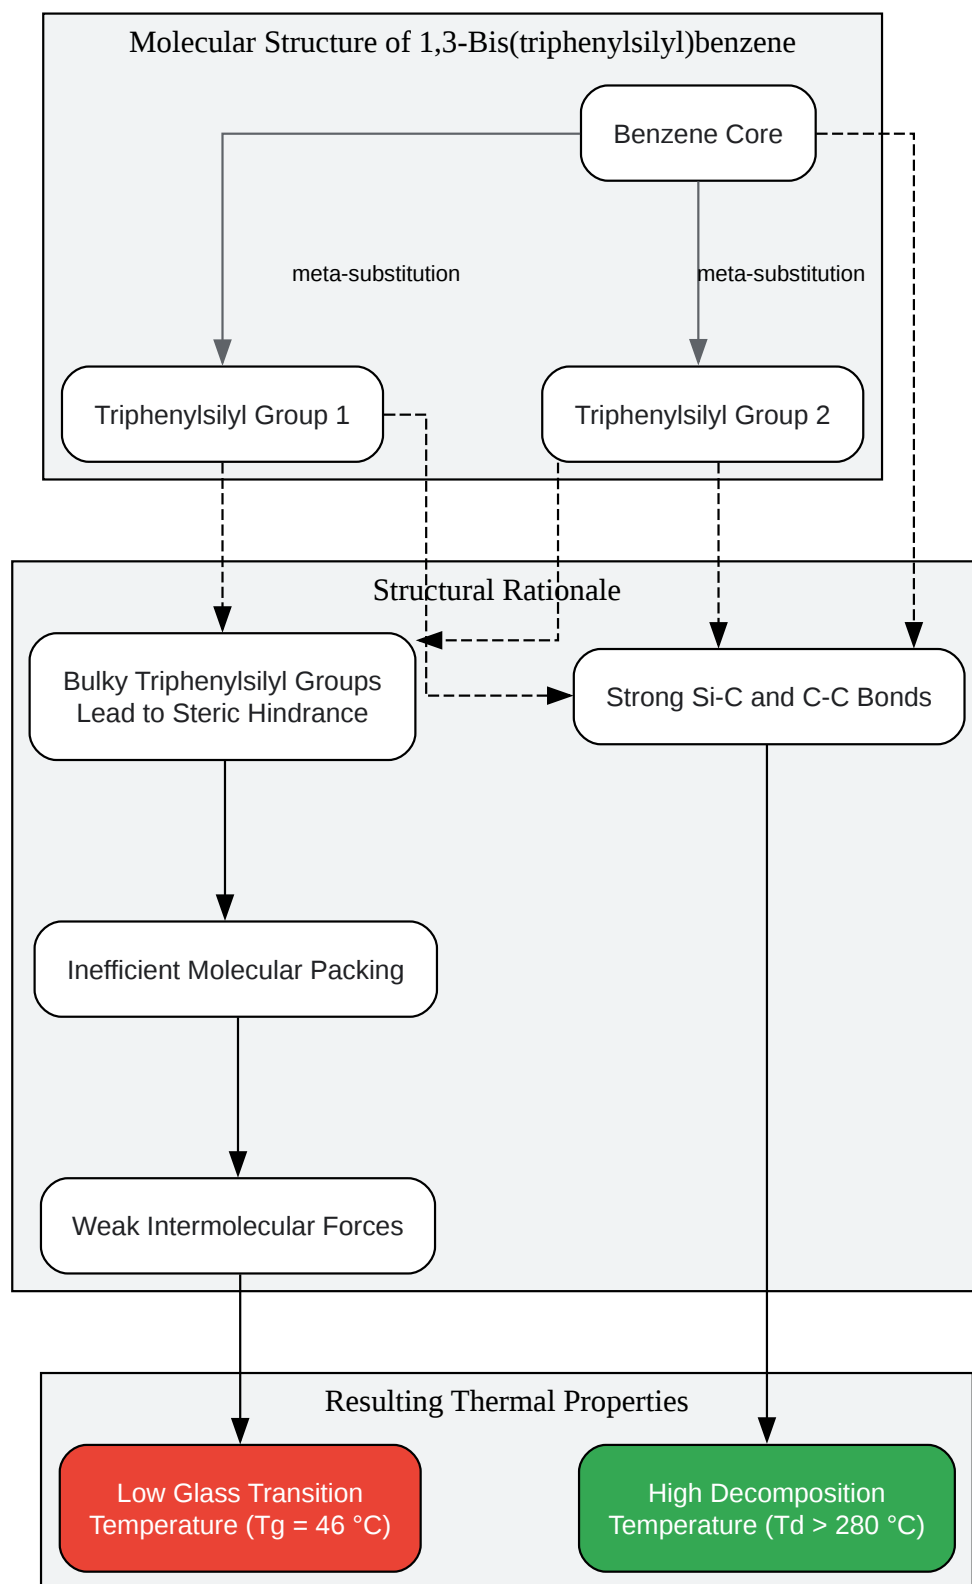 Molecular Structure of 1,3-Bis(triphenylsilyl)benzene
Benzene Core
meta-substitution
meta-substitution
Triphenylsilyl Group 1
Triphenylsilyl Group 2
Structural Rationale
Bulky Triphenylsilyl Groups
Lead to Steric Hindrance
Strong Si-C and C-C Bonds
Inefficient Molecular Packing
Weak Intermolecular Forces
Resulting Thermal Properties
Low Glass Transition
Temperature (Tg = 46 °C)
High Decomposition
Temperature (Td > 280 °C)